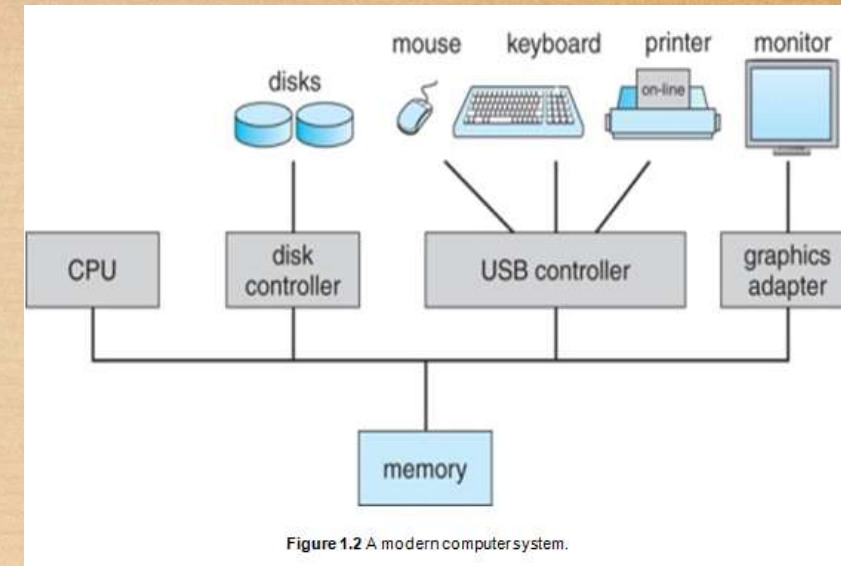 mouse keyboard printer monitor
disks
on-line
CPU
disk
controller
USB controller
graphics
adapter
memory
Figure 1.2 A modern computer system.